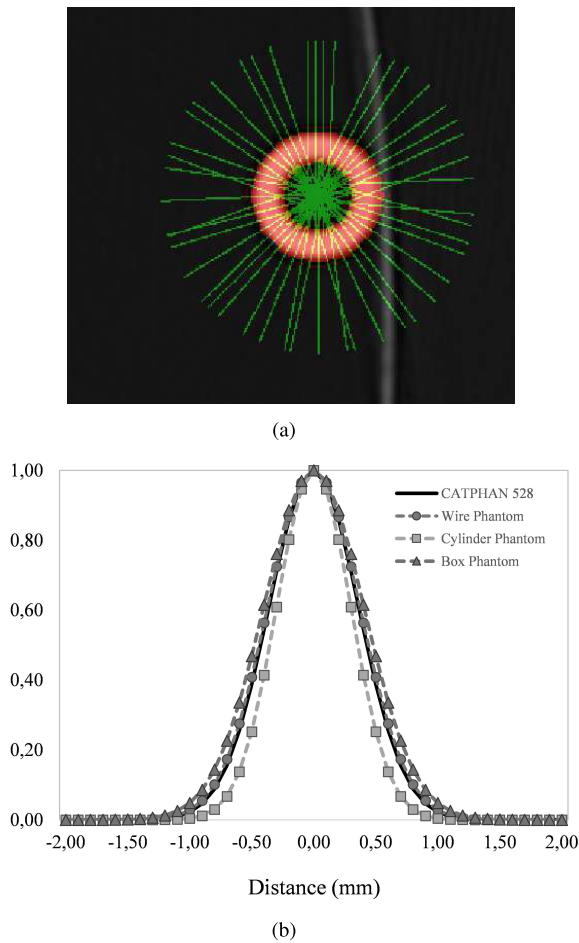 (a)
1,00
0,80
0,60
0,40
0,20
0,00
CATPHAN 528
Wire Phantom
Cylinder Phantom
Box Phantom
-2,00 -1,50 -1,00 -0,50 0,00 0,50 1,00 1,50 2,00
Distance (mm)
(b)